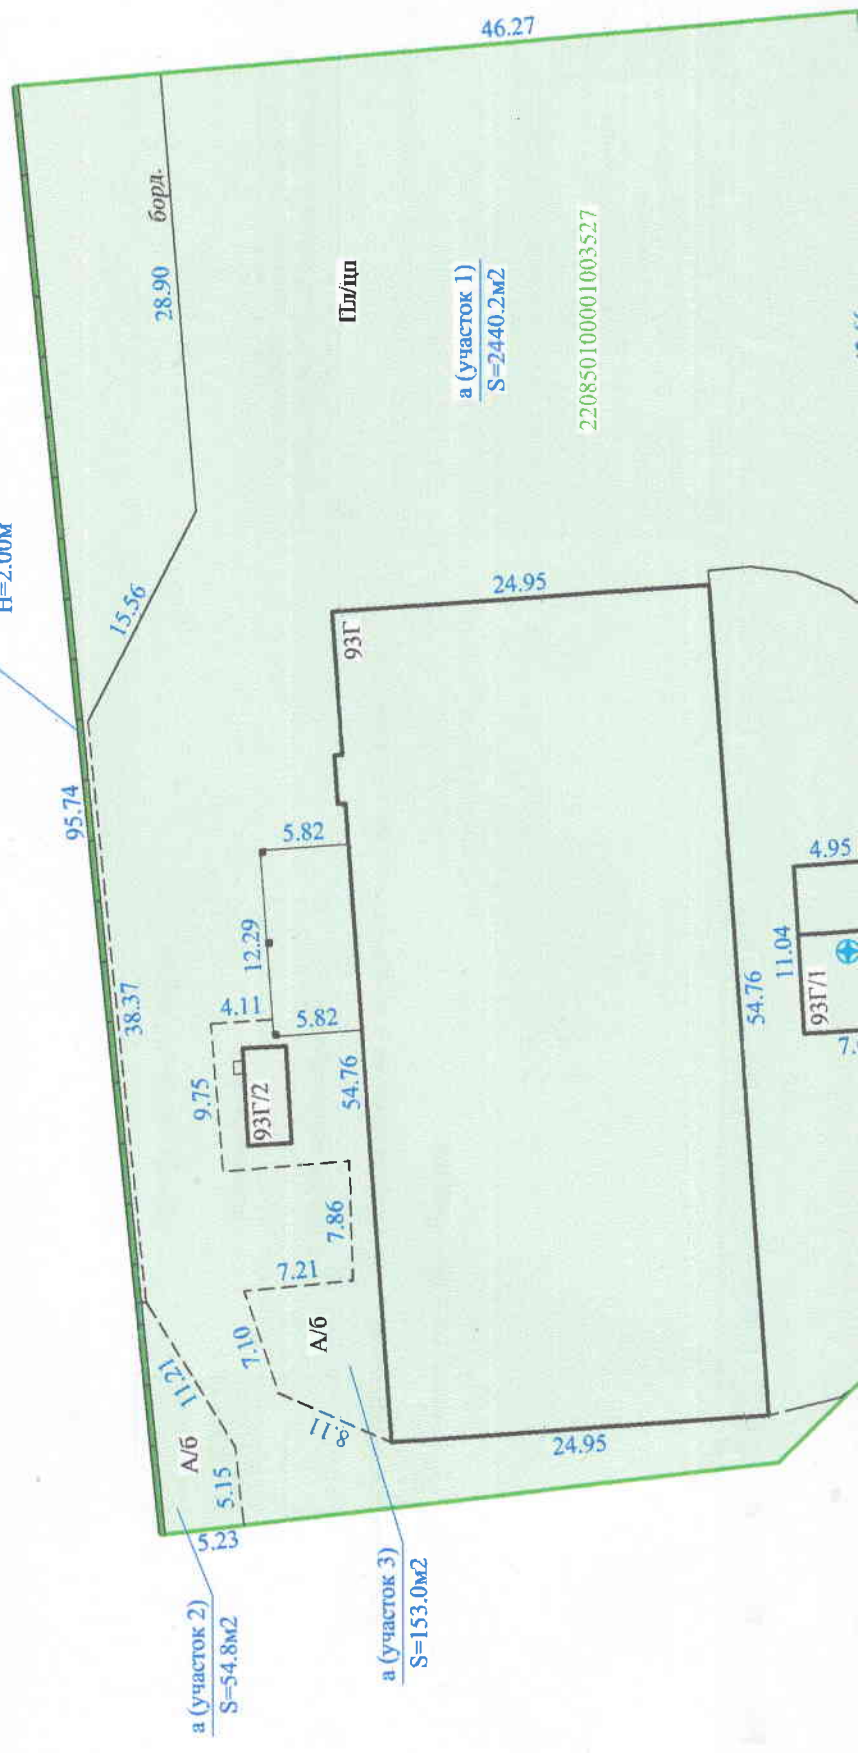 46.27
борд.
28.90
Пл/цп
а (участок 1)
S=2440.2м2
220850100001003527
Н=2.00м
15.56
95.74
24.95
93Г
5.82
12.29
4.11
5.82
38.37
9.75
93Г/2
54.76
7.86
7.21
7.10
А/б
8.11
11.21
А/б
5.15
5.23
24.95
54.76
4.95
11.04
93Г/1
а (участок 2)
S=54.8м2
а (участок 3)
S=153.0м2